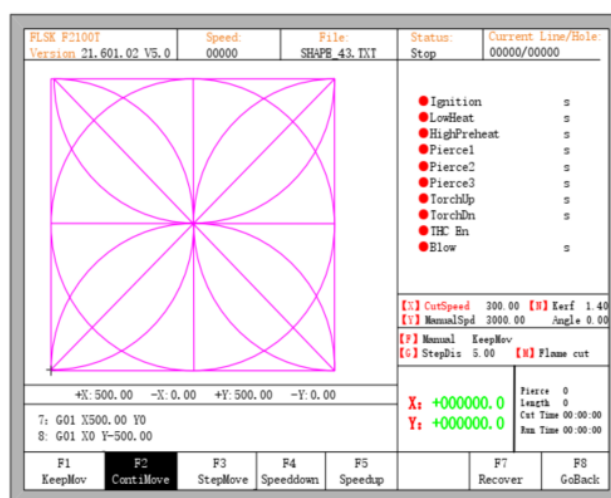 FLSK F2100T
Version 21.601.02 V5.0
Speed:
00000
File:
SHAPE_43.TXT
Status:
Stop
Current Line/Hole:
00000/00000
Ignition s
LowHeat s
HighPreheat s
Pierce1 s
Pierce2 s
Pierce3 s
TorchUp s
TorchDn s
THC En
Blow s
【X】CutSpeed 300.00 【N】Kerf 1.40
【Y】ManualSpd 3000.00 Angle 0.00
【F】Manual KeepMov
【G】StepDis 5.00 【M】Flame cut
+X:500.00 -X:0.00 +Y:500.00 -Y:0.00
7: G01 X500.00 Y0
8: G01 X0 Y-500.00
X: +000000.0
Y: +000000.0
Pierce 0
Length 0
Cut Time 00:00:00
Run Time 00:00:00
F1
KeepMov
F2
ContiMove
F3
StepMove
F4
Speeddown
F5
Speedup
F7
Recover
F8
GoBack